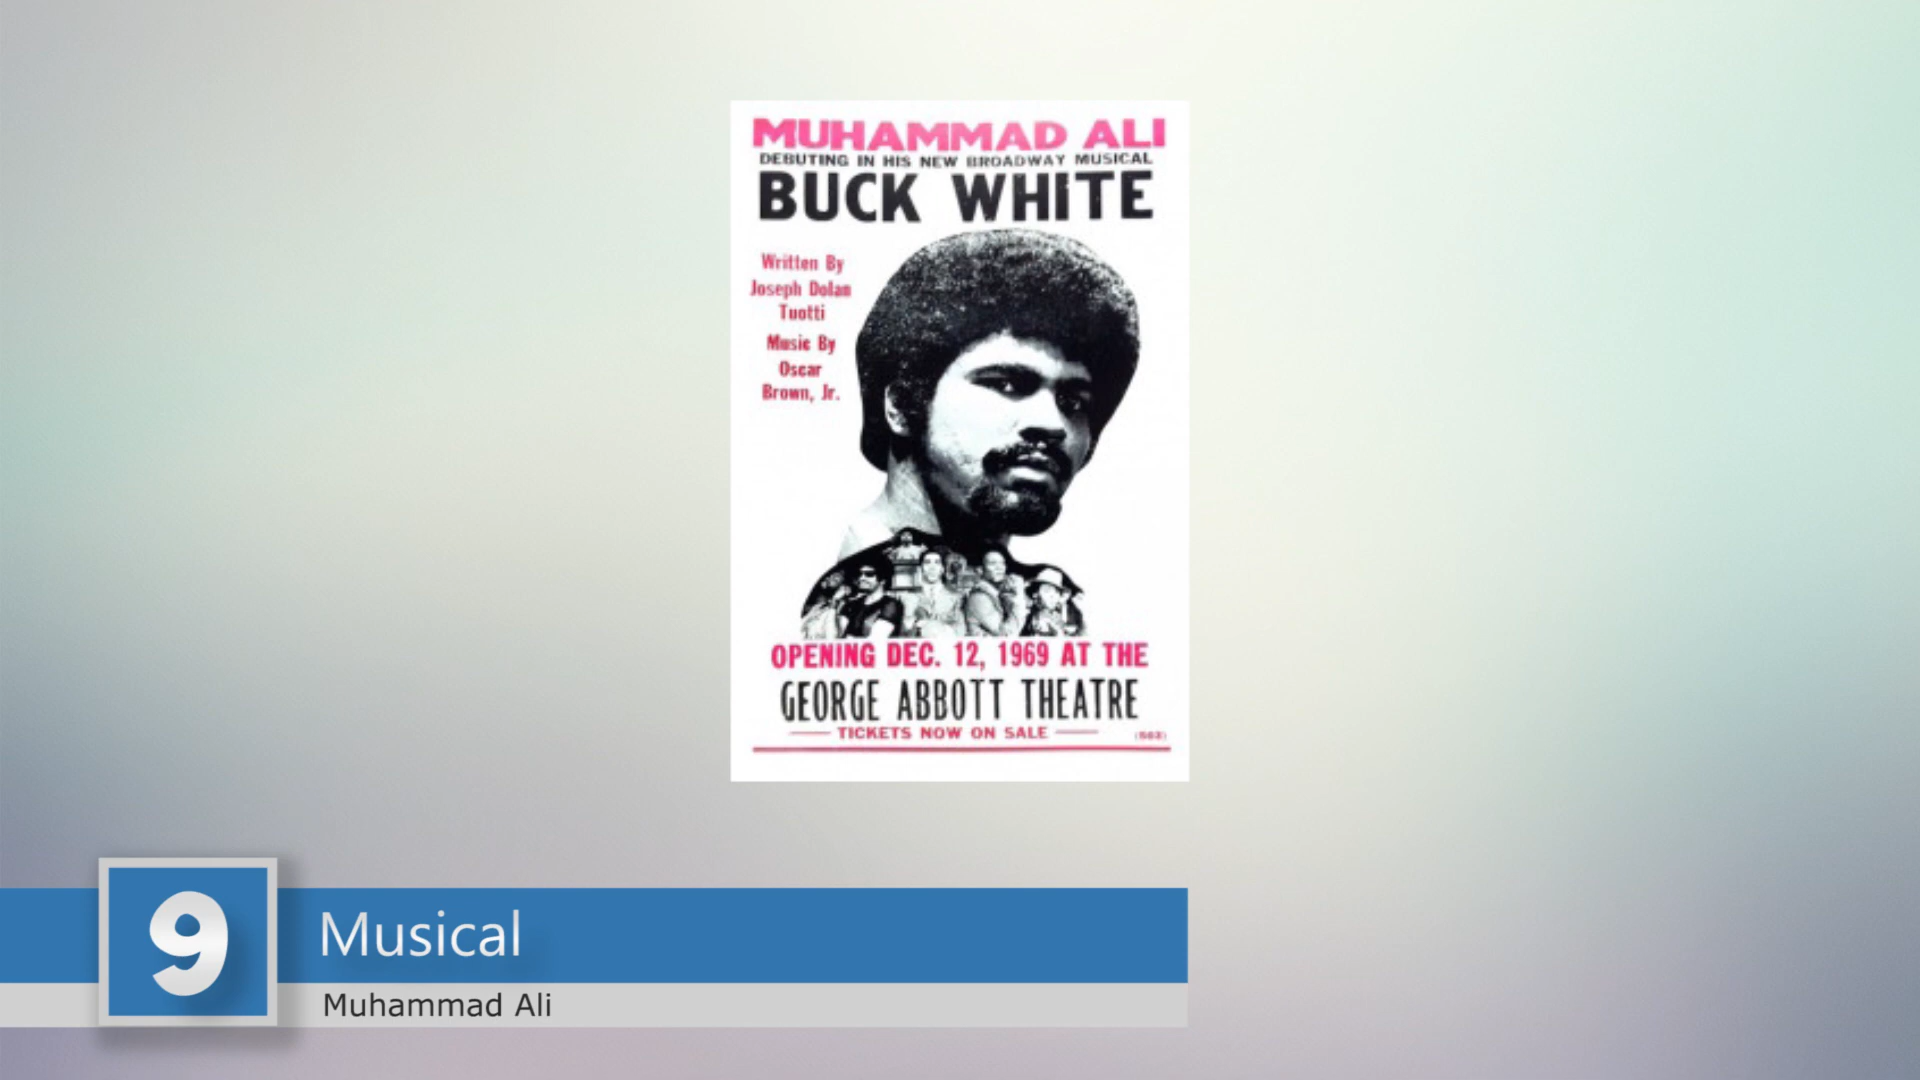 MUHAMMAD ALI
DEBUTING IN HIS NEW BROADWAY MUSICAL
BUCK WHITE
Written By
Joseph Dolan
Tuotti
Music By
Oscar
Brown, Jr.
OPENING DEC. 12, 1969 AT THE
GEORGE ABBOTT THEATRE
TICKETS NOW ON SALE
9
Musical
Muhammad Ali